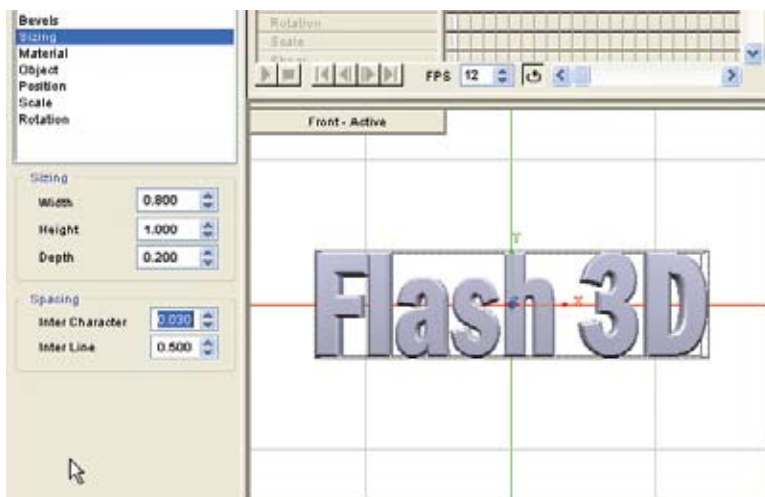 Bevels
Sizing
Material
Object
Position
Scale
Rotation
Sizing
Width 0.800
Height 1.000
Depth 0.200
Spacing
Inter Character 0.030
Inter Line 0.500
Rotation
Scale
FPS 12
Front - Active
Y
Flash 3D
X